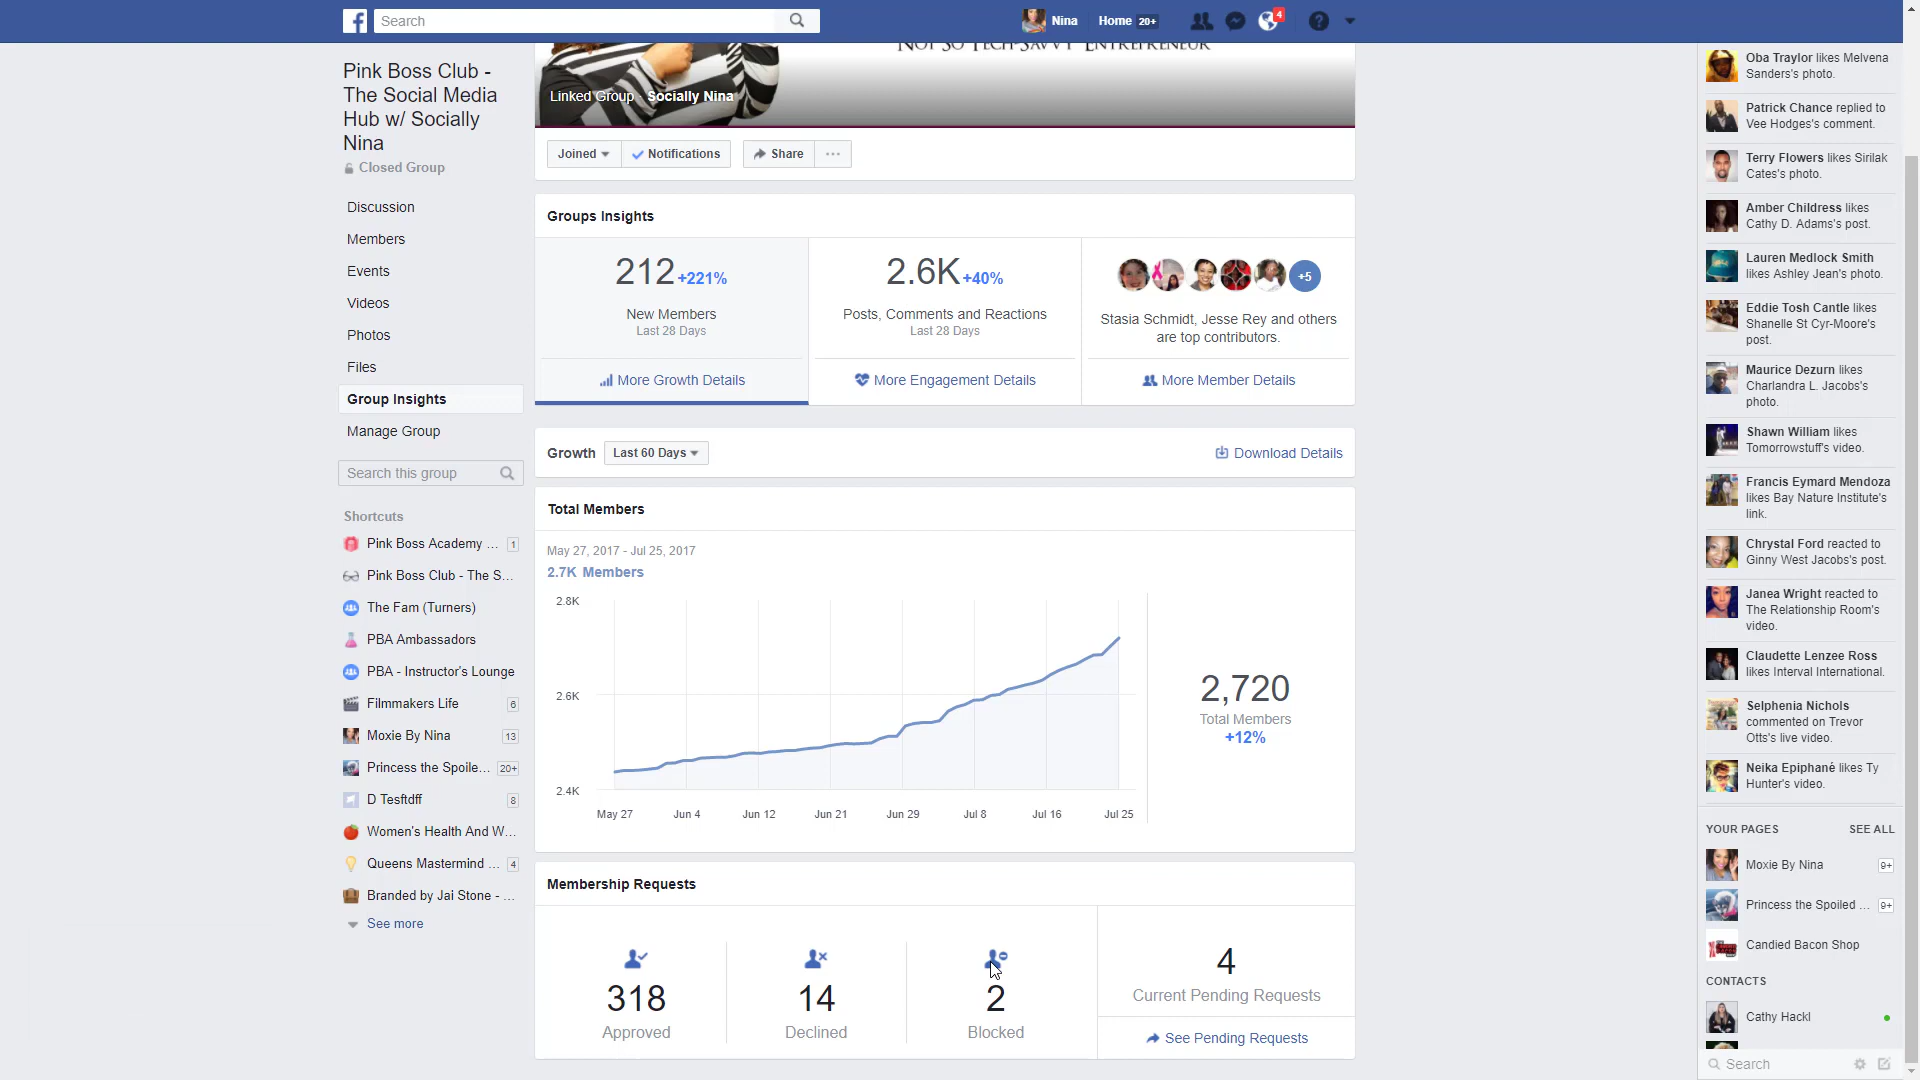 Search
Nina
Home 20+
4
NOT SO TECH-SAVVY ENTREPRENEUR
Linked Group · Socially Nina
Pink Boss Club -
The Social Media
Hub w/ Socially
Nina
Closed Group
Discussion
Members
Events
Videos
Photos
Files
Group Insights
Manage Group
Search this group
Shortcuts
Pink Boss Academy ... 1
Pink Boss Club - The S...
The Fam (Turners)
PBA Ambassadors
PBA - Instructor's Lounge
Filmmakers Life 6
Moxie By Nina 13
Princess the Spoile... 20+
D Tesftdff 8
Women's Health And W...
Queens Mastermind ... 4
Branded by Jai Stone - ...
See more
Joined
Notifications
Share
Groups Insights
212 +221%
New Members
Last 28 Days
More Growth Details
2.6K +40%
Posts, Comments and Reactions
Last 28 Days
More Engagement Details
+5
Stasia Schmidt, Jesse Rey and others
are top contributors.
More Member Details
Growth
Last 60 Days
Download Details
Total Members
May 27, 2017 - Jul 25, 2017
2.7K Members
2.8K
2.6K
2.4K
May 27 Jun 4 Jun 12 Jun 21 Jun 29 Jul 8 Jul 16 Jul 25
2,720
Total Members
+12%
Membership Requests
318
Approved
14
Declined
2
Blocked
4
Current Pending Requests
See Pending Requests
Oba Traylor likes Melvena
Sanders's photo.
Patrick Chance replied to
Vee Hodges's comment.
Terry Flowers likes Sirilak
Cates's photo.
Amber Childress likes
Cathy D. Adams's post.
Lauren Medlock Smith
likes Ashley Jean's photo.
Eddie Tosh Cantle likes
Shanelle St Cyr-Moore's
post.
Maurice Dezurn likes
Charlandra L. Jacobs's
photo.
Shawn William likes
Tomorrowstuff's video.
Francis Eymard Mendoza
likes Bay Nature Institute's
link.
Chrystal Ford reacted to
Ginny West Jacobs's post.
Janea Wright reacted to
The Relationship Room's
video.
Claudette Lenzee Ross
likes Interval International.
Selphenia Nichols
commented on Trevor
Otts's live video.
Neika Epiphané likes Ty
Hunter's video.
YOUR PAGES SEE ALL
Moxie By Nina 9+
Princess the Spoiled ... 9+
Candied Bacon Shop
CONTACTS
Cathy Hackl
Search